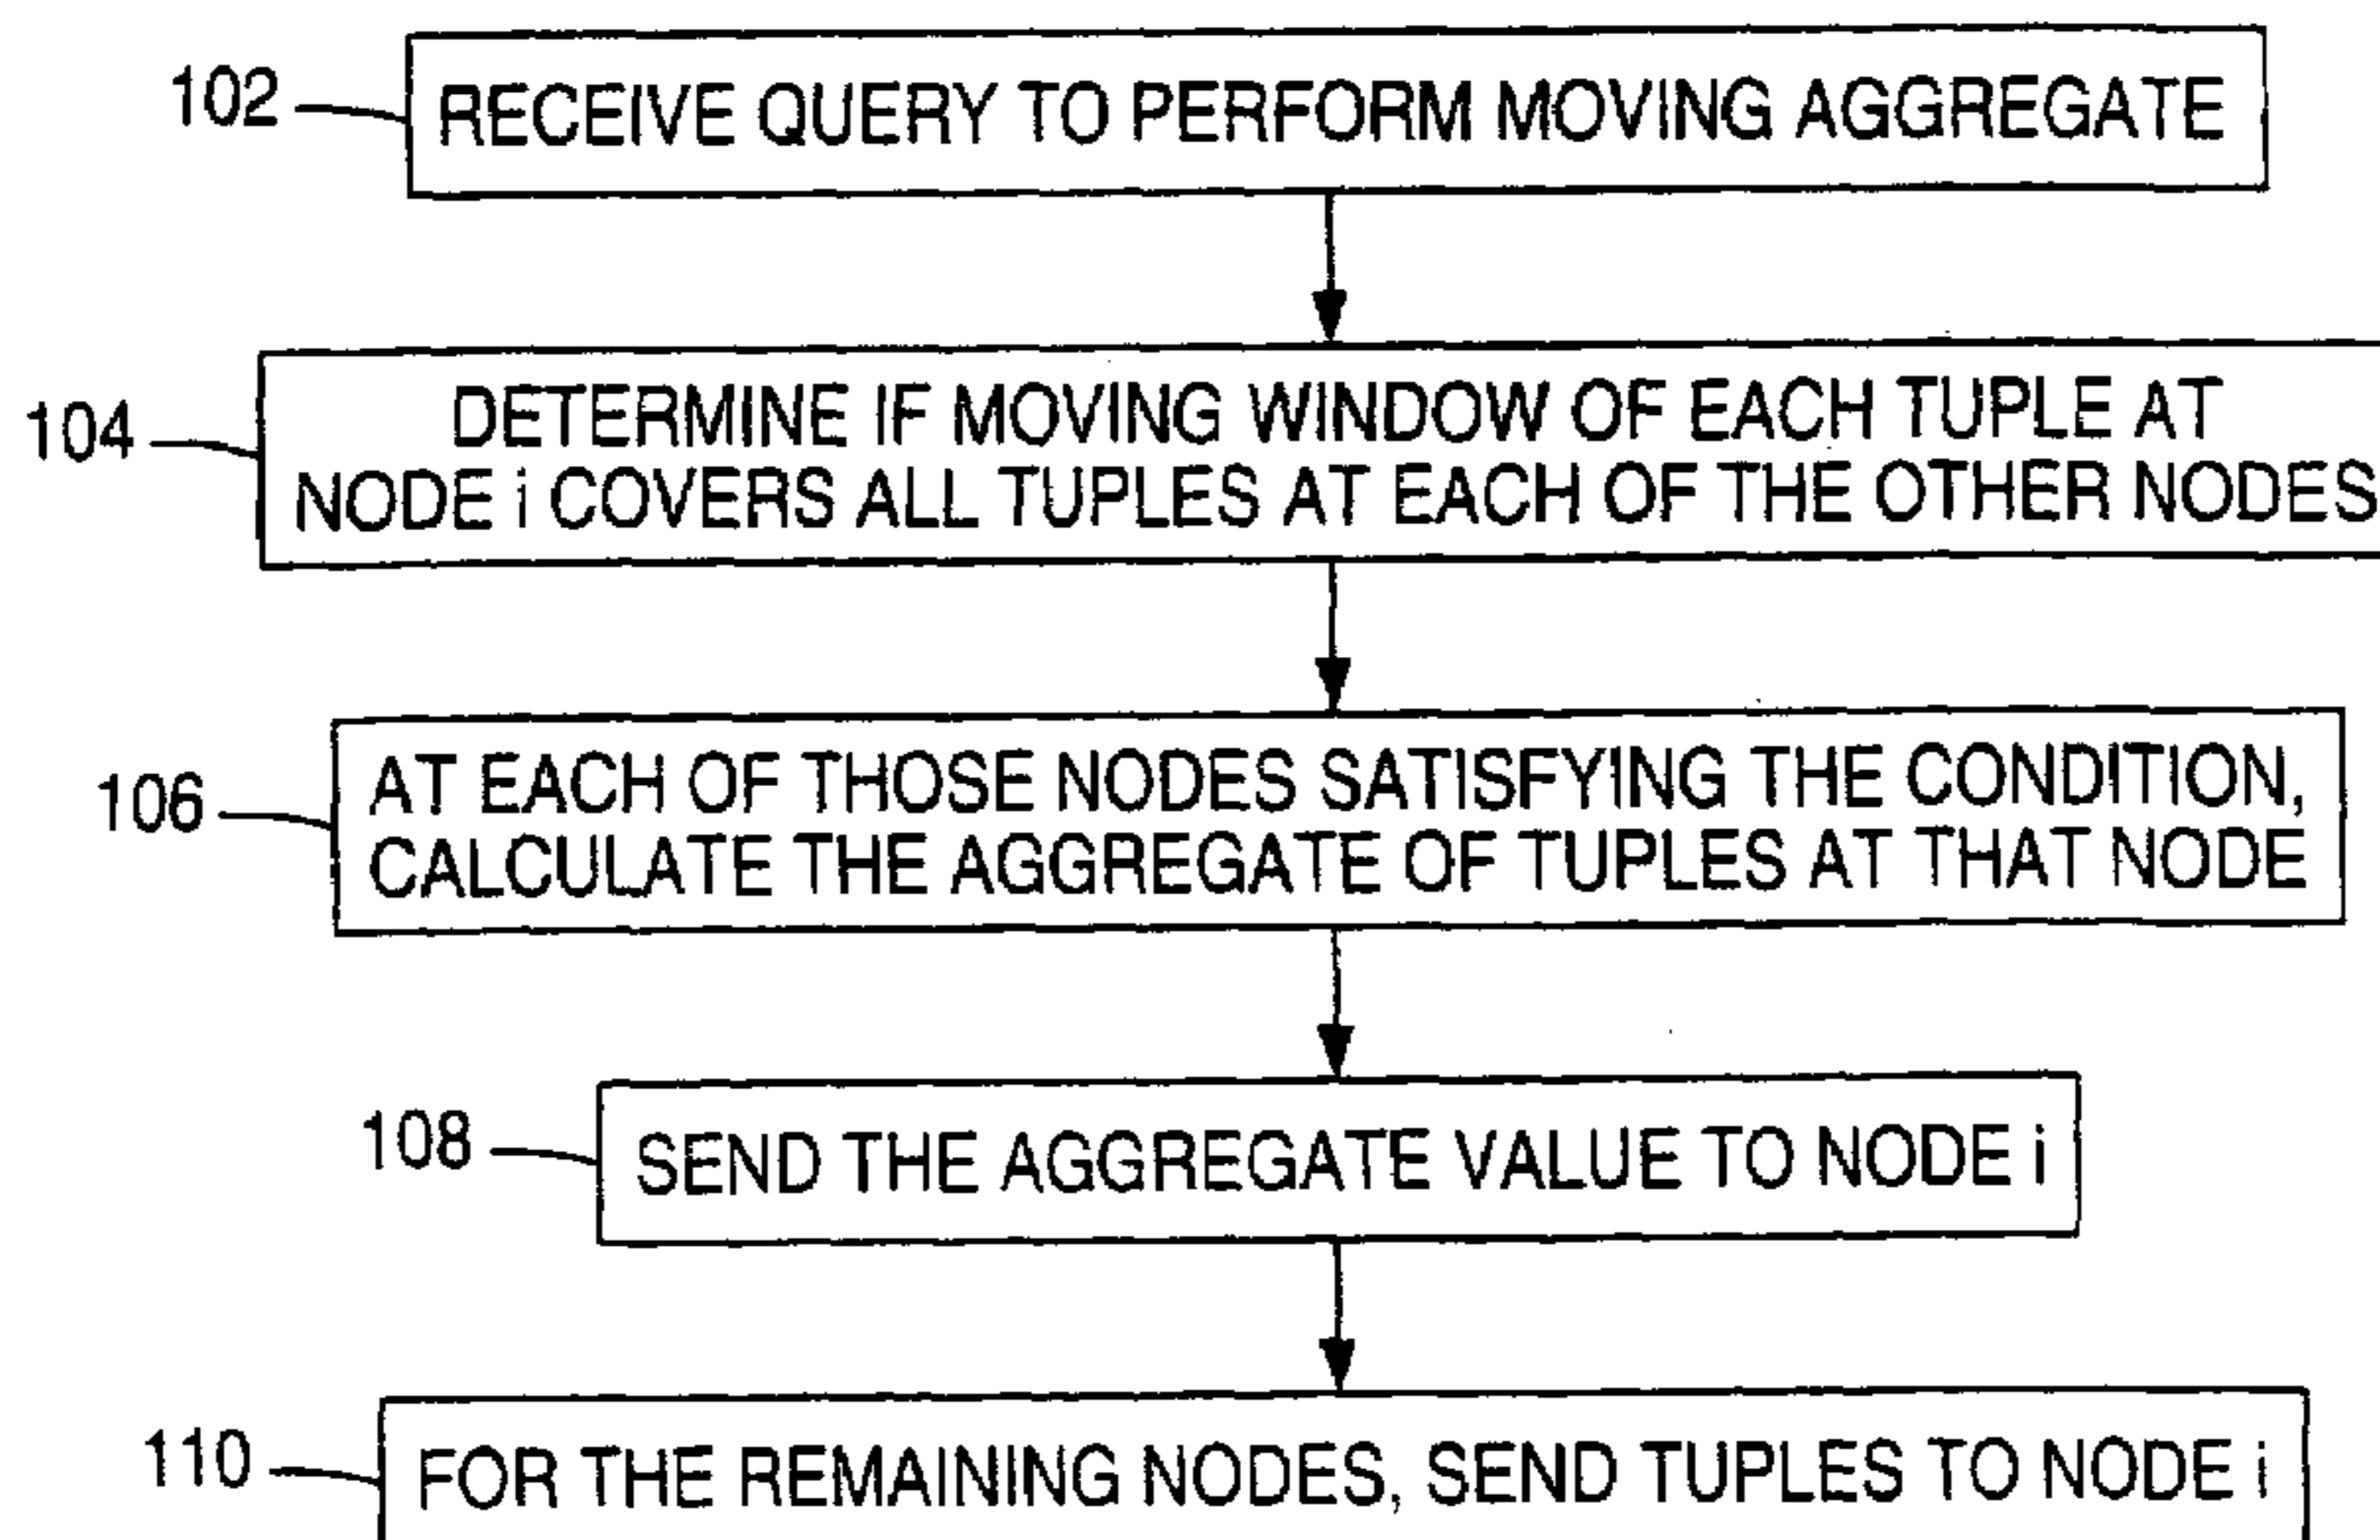 102
RECEIVE QUERY TO PERFORM MOVING AGGREGATE
104
DETERMINE IF MOVING WINDOW OF EACH TUPLE AT
NODE i COVERS ALL TUPLES AT EACH OF THE OTHER NODES
106
AT EACH OF THOSE NODES SATISFYING THE CONDITION,
CALCULATE THE AGGREGATE OF TUPLES AT THAT NODE
108
SEND THE AGGREGATE VALUE TO NODE i
110
FOR THE REMAINING NODES, SEND TUPLES TO NODE i